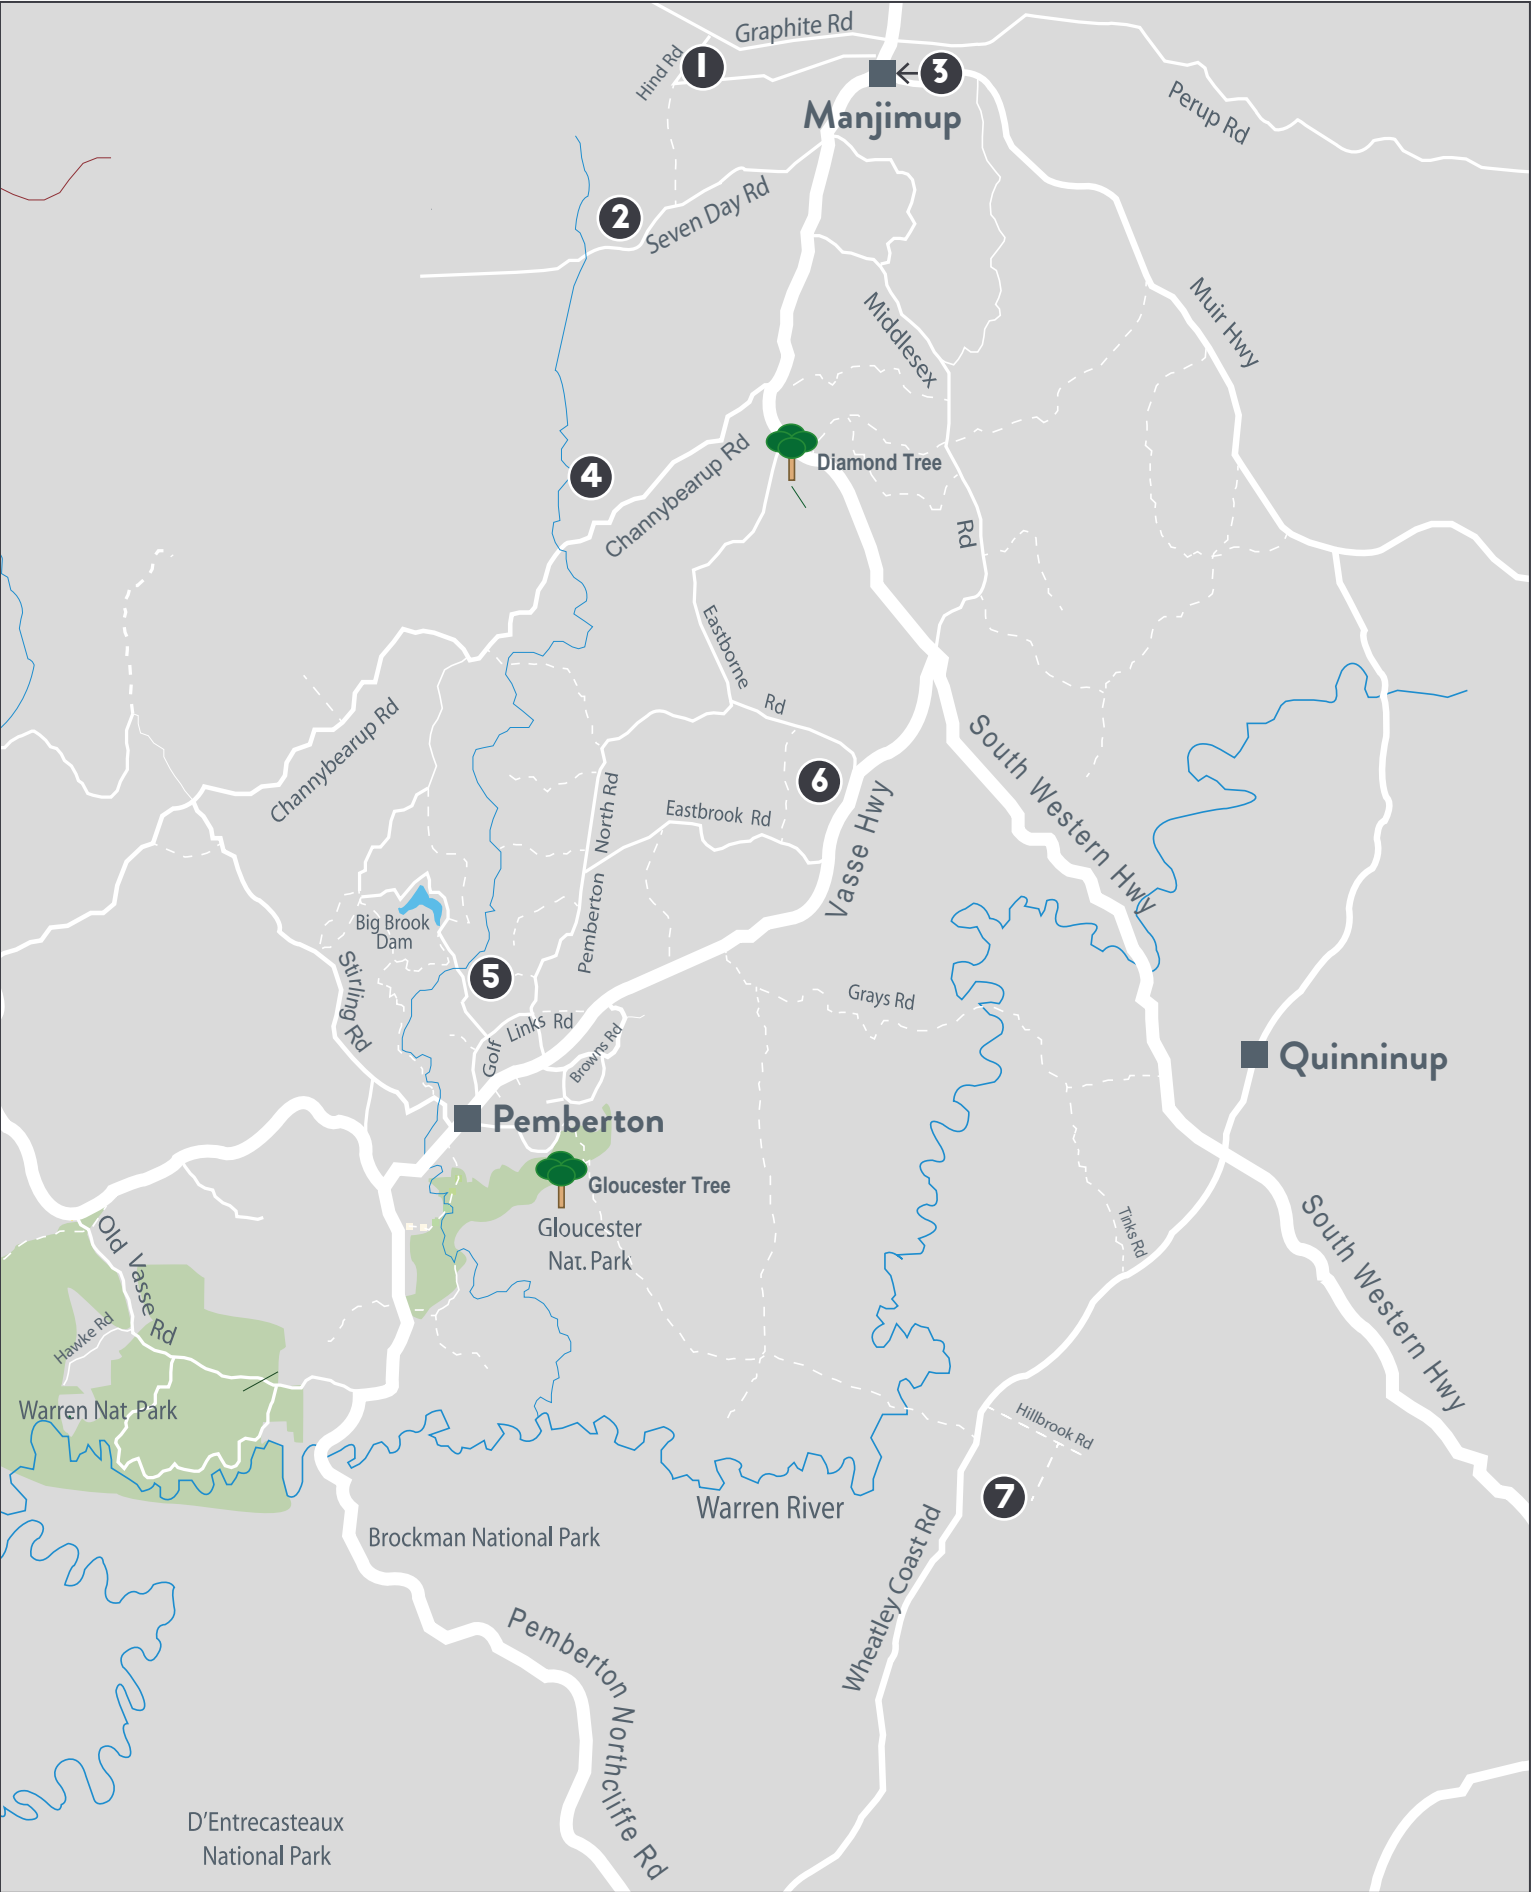 Graphite Rd
Hind Rd
1
3
Manjimup
Perup Rd
2
Seven Day Rd
Muir Hwy
Middlesex
Rd
Diamond Tree
4
Channybearup Rd
Eastborne
Rd
Channybearup Rd
South Western Hwy
6
North Rd
Pemberton
Eastbrook Rd
Vasse Hwy
Big Brook
Dam
5
Stirling
Rd
Golf
Links Rd
Browns Rd
Grays Rd
Quinninup
Pemberton
Gloucester Tree
Gloucester
Nat. Park
Tinks Rd
South Western Hwy
Old Vasse
Rd
Hawke Rd
Warren Nat Park
Hillbrook Rd
7
Warren River
Brockman National Park
Wheatley Coast Rd
Pemberton Northcliffe Rd
D'Entrecasteaux
National Park